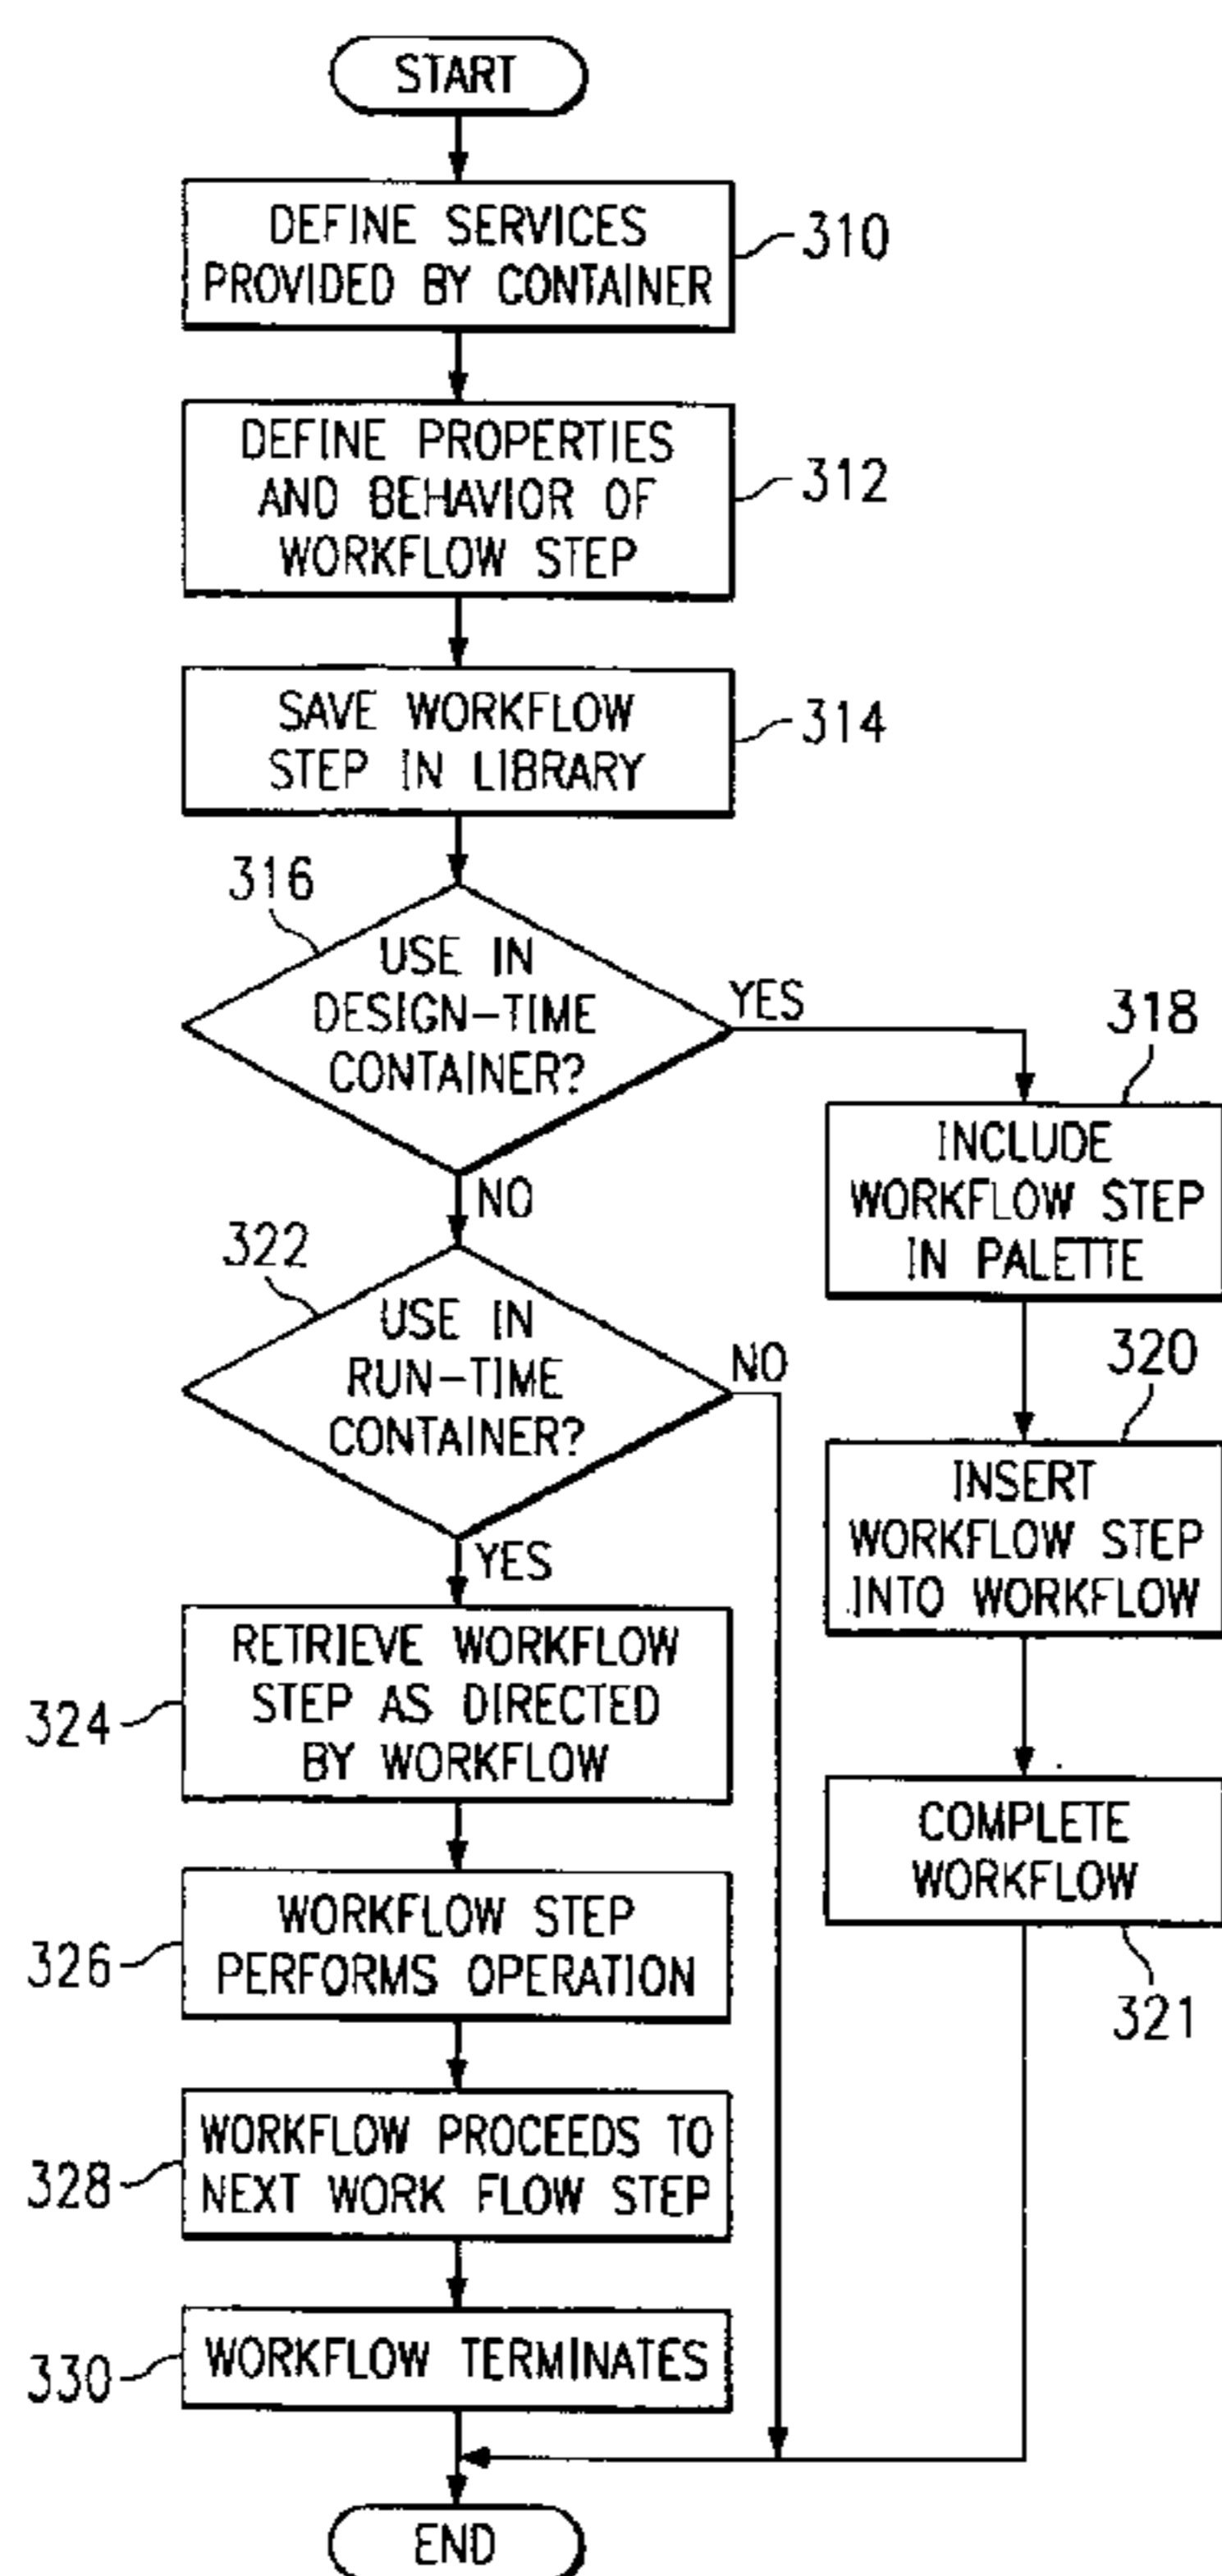 START
DEFINE SERVICES
PROVIDED BY CONTAINER
310
DEFINE PROPERTIES
AND BEHAVIOR OF
WORKFLOW STEP
312
SAVE WORKFLOW
STEP IN LIBRARY
314
316
USE IN
DESIGN-TIME
CONTAINER?
YES
NO
318
INCLUDE
WORKFLOW STEP
IN PALETTE
322
USE IN
RUN-TIME
CONTAINER?
NO
YES
320
INSERT
WORKFLOW STEP
INTO WORKFLOW
RETRIEVE WORKFLOW
STEP AS DIRECTED
BY WORKFLOW
324
COMPLETE
WORKFLOW
321
WORKFLOW STEP
PERFORMS OPERATION
326
WORKFLOW PROCEEDS TO
NEXT WORK FLOW STEP
328
WORKFLOW TERMINATES
330
END